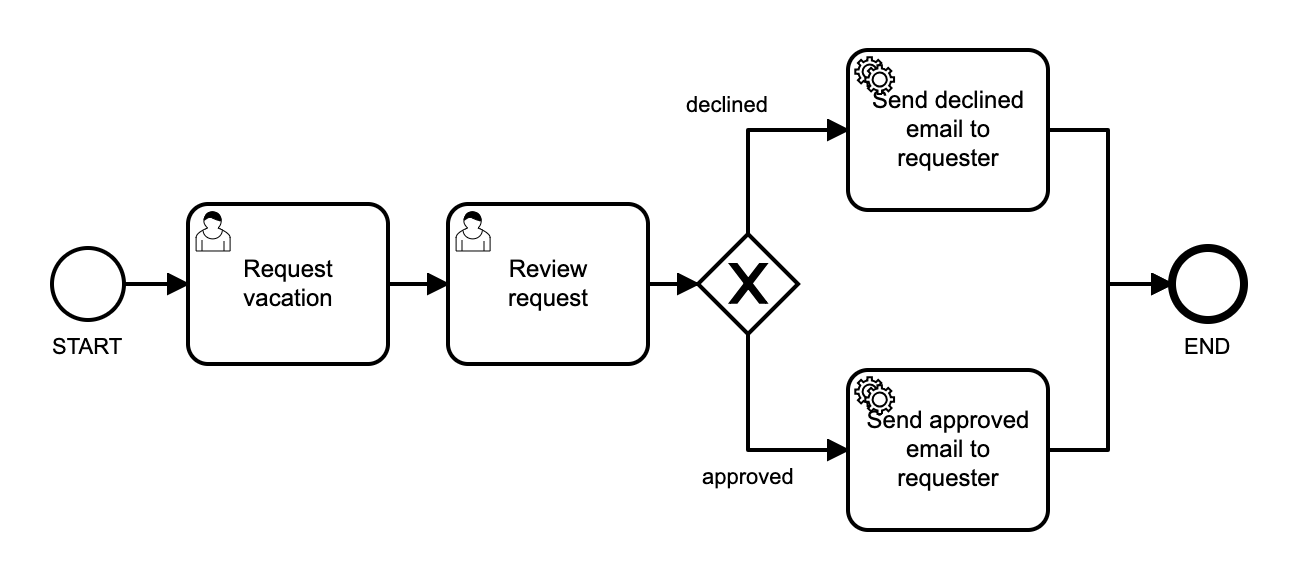 START
Request
vacation
Review
request
declined
approved
Send declined
email to
requester
Send approved
email to
requester
END